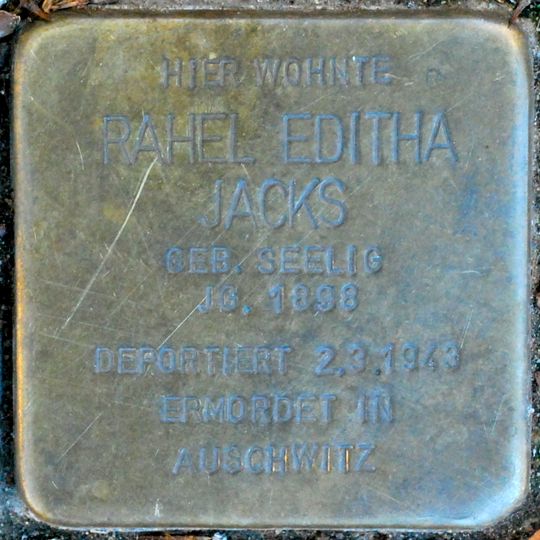 HIER WOHNTE
RAHEL EDITHA
JACKS
GEB. SEELIG
JG. 1898
DEPORTIERT 2.3.1943
ERMORDET IN
AUSCHWITZ